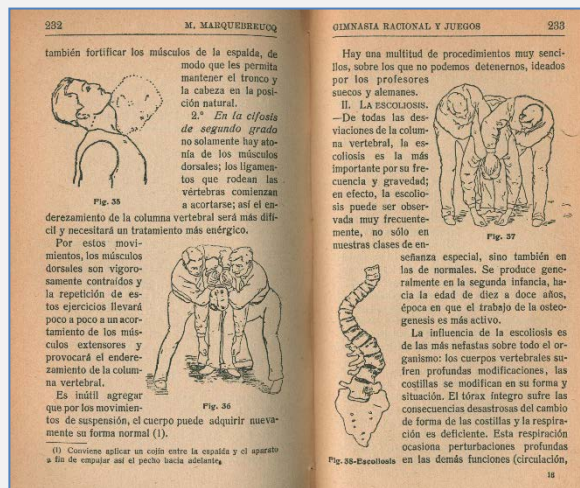 232 M. MARQUEBREUCQ
también fortificar los músculos de la espalda, de
modo que les permita
mantener el tronco y
la cabeza en la posi-
ción natural.
2.º En la cifosis
de segundo grado
no solamente hay ato-
nía de los músculos
dorsales; los ligamen-
tos que rodean las
vértebras comienzan
a acortarse; así el en-
Fig. 35
derezamiento de la columna vertebral será más difí-
cil y necesitará un tratamiento más enérgico.
Por estos movi-
mientos, los músculos
dorsales son vigoro-
samente contraídos y
la repetición de es-
tos ejercicios llevará
poco a poco a un acor-
tamiento de los mús-
culos extensores y
provocará el endere-
zamiento de la colum-
na vertebral.
Es inútil agregar
que por los movimien-
Fig. 36
tos de suspensión, el cuerpo puede adquirir nueva-
mente su forma normal (1).
(1) Conviene aplicar un cojín entre la espalda y el aparato
a fin de empujar así el pecho hacia adelante.
GIMNASIA RACIONAL Y JUEGOS 233
Hay una multitud de procedimientos muy senci-
llos, sobre los que no podemos detenernos, ideados
por los profesores
suecos y alemanes.
II. LA ESCOLIOSIS.
—De todas las des-
viaciones de la colum-
na vertebral, la es-
coliosis es la más
importante por su fre-
cuencia y gravedad;
en efecto, la escolio-
sis puede ser obser-
vada muy frecuente-
mente, no sólo en
nuestras clases de en-
Fig. 37
señanza especial, sino también en
las de normales. Se produce gene-
ralmente en la segunda infancia, ha-
cia la edad de diez a doce años,
época en que el trabajo de la osteo-
genesis es más activo.
La influencia de la escoliosis es
de las más nefastas sobre todo el or-
ganismo: los cuerpos vertebrales su-
fren profundas modificaciones, las
costillas se modifican en su forma y
situación. El tórax íntegro sufre las
consecuencias desastrosas del cambio
de forma de las costillas y la respira-
ción es deficiente. Esta respiración
ocasiona perturbaciones profundas
Fig. 38-Escoliosis en las demás funciones (circulación,
16